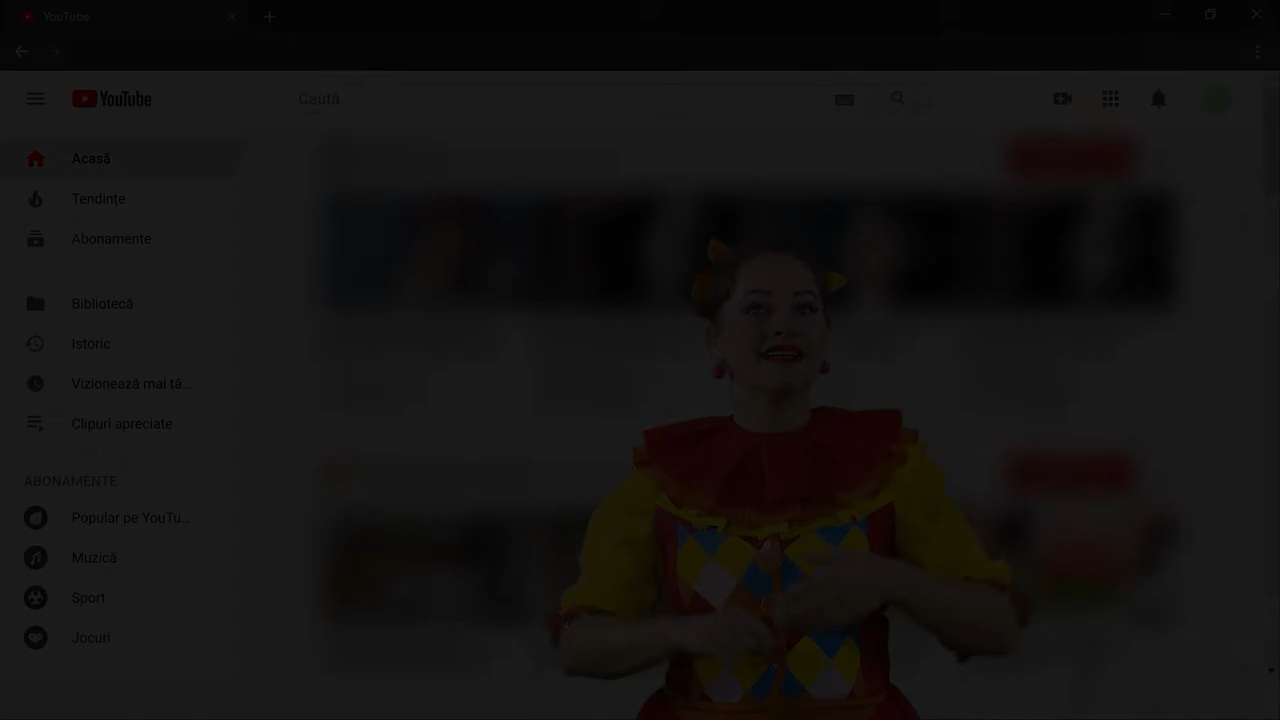 YouTube
YouTube
Caută
Acasă
Tendințe
Abonamente
Bibliotecă
Istoric
Vizionează mai tâ...
Clipuri apreciate
ABONAMENTE
Popular pe YouTu...
Muzică
Sport
Jocuri